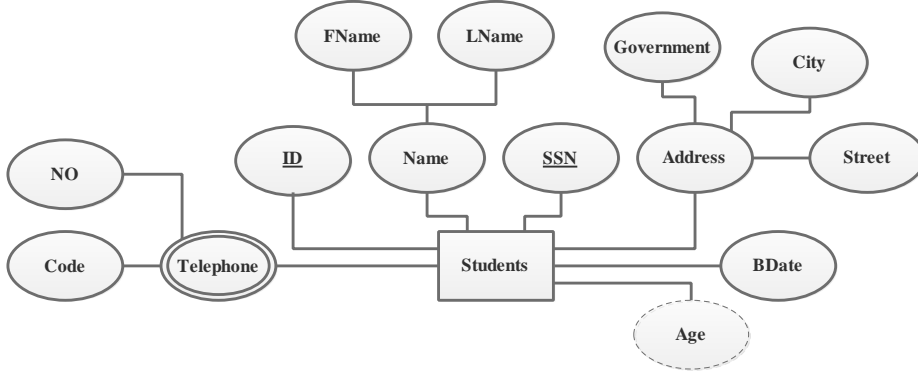 FName
LName
Government
City
NO
ID
Name
SSN
Address
Street
Code
Telephone
Students
BDate
Age